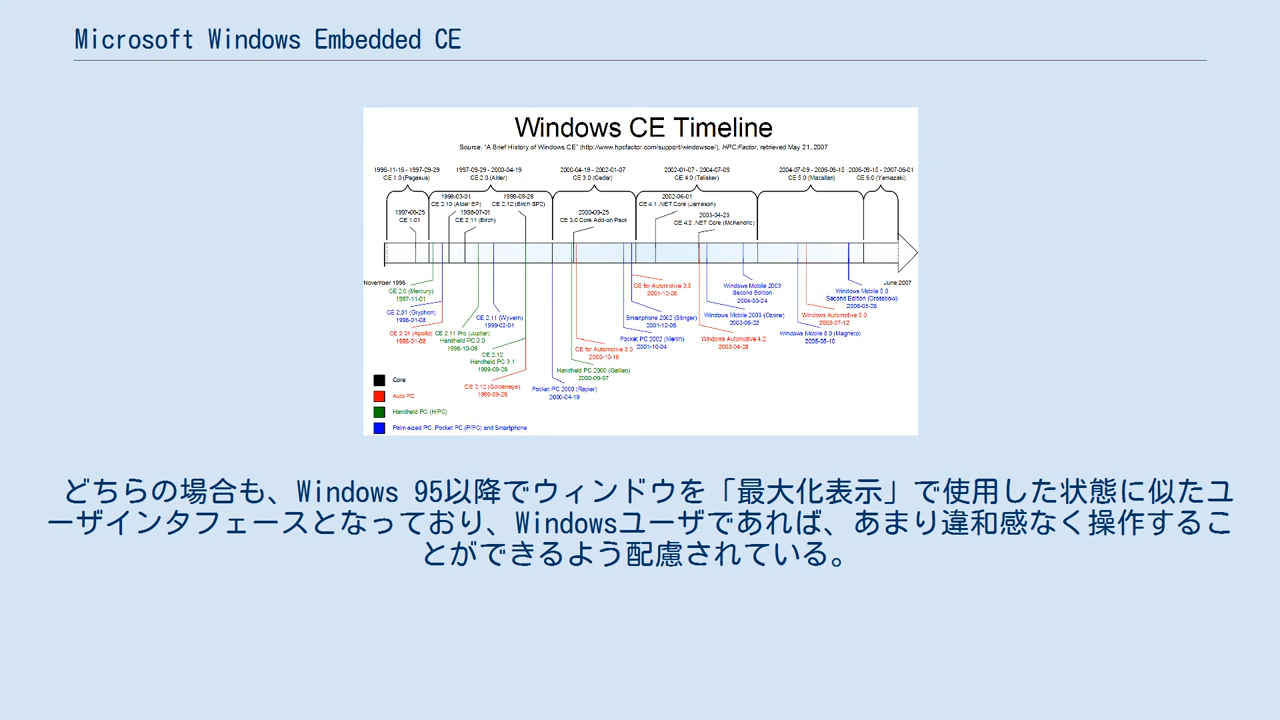 Microsoft Windows Embedded CE
Windows CE Timeline
Source: "A Brief History of Windows CE" (http://www.hpcfactor.com/support/windowsce/), HPC:Factor, retrieved May 21, 2007
1996-11-16 - 1997-09-29
CE 1.0 (Pegasus)
1997-09-29 - 2000-04-19
CE 2.0 (Alder)
2000-04-19 - 2002-01-07
CE 3.0 (Cedar)
2002-01-07 - 2004-07-09
CE 4.0 (Talisker)
2004-07-09 - 2006-09-15
CE 5.0 (Macallan)
2006-09-15 - 2007-06-01
CE 6.0 (Yamazaki)
1997-06-25
CE 1.01
1998-03-01
CE 2.10 (Alder EP)
1998-07-01
CE 2.11 (Birch)
1999-09-28
CE 2.12 (Birch SP2)
2000-09-25
CE 3.0 Core Add-on Pack
2002-06-01
CE 4.1 .NET Core (Jameson)
2003-04-23
CE 4.2 .NET Core (McKendric)
November 1996
June 2007
CE 2.0 (Mercury)
1997-11-01
CE 2.01 (Gryphon)
1998-01-08
CE 2.01 (Apollo)
1998-01-08
CE 2.11 Pro (Jupiter)
Handheld PC 3.0
1998-10-08
CE 2.11 (Wyvern)
1999-02-01
CE 2.12
Handheld PC 3.1
1999-09-28
CE 2.12 (Goldeneye)
1999-09-28
Pocket PC 2000 (Rapier)
2000-04-19
Handheld PC 2000 (Galileo)
2000-09-07
CE for Automotive 3.0
2000-10-16
Pocket PC 2002 (Merlin)
2001-10-04
Smartphone 2002 (Stinger)
2001-12-05
CE for Automotive 3.5
2001-12-06
Windows Automotive 4.2
2003-04-28
Windows Mobile 2003 (Ozone)
2003-06-23
Windows Mobile 2003
Second Edition
2004-03-24
Windows Mobile 5.0 (Magneto)
2005-05-10
Windows Automotive 5.0
2005-07-12
Windows Mobile 5.0
Second Edition (Crossbow)
Core
Auto PC
Handheld PC (H/PC)
Palm-sized PC, Pocket PC (P/PC) and Smartphone
どちらの場合も、Windows 95以降でウィンドウを「最大化表示」で使用した状態に似たユ
ーザインタフェースとなっており、Windowsユーザであれば、あまり違和感なく操作するこ
とができるよう配慮されている。